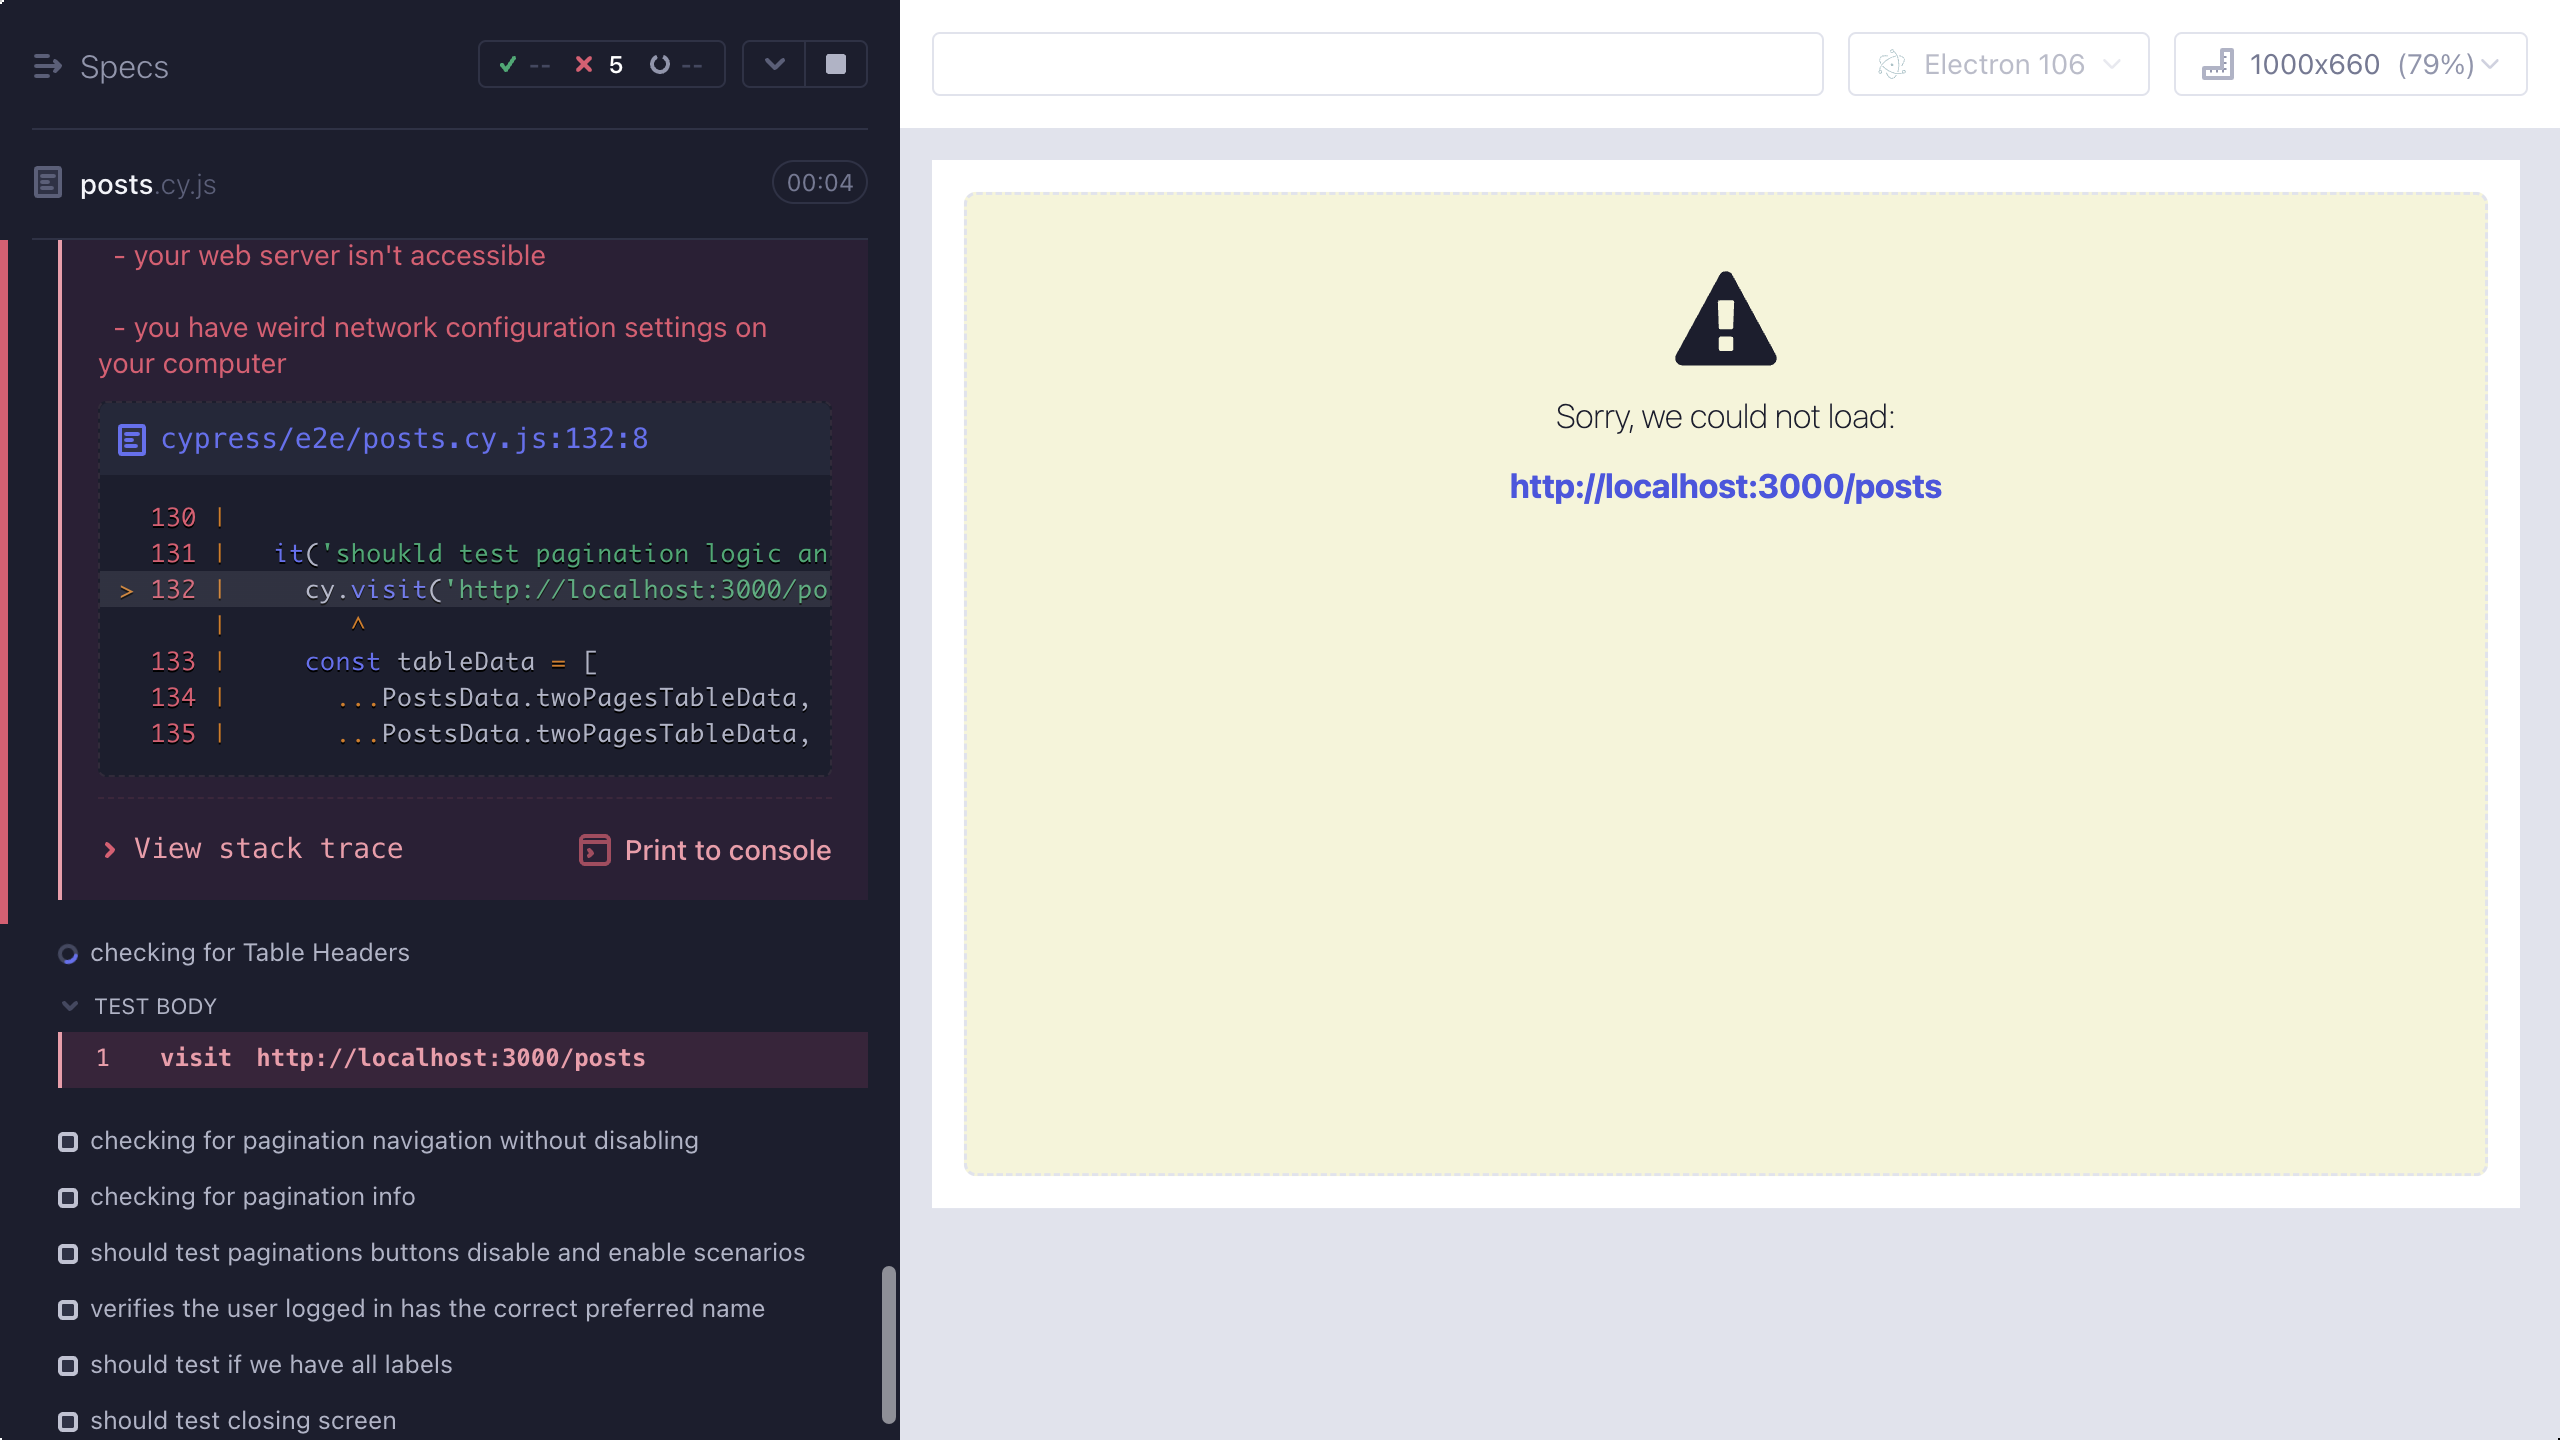 Specs
-- 5 --
posts.cy.js
00:04
- your web server isn't accessible
- you have weird network configuration settings on
your computer
cypress/e2e/posts.cy.js:132:8
130 |
131 | it('shoukld test pagination logic an
> 132 | cy.visit('http://localhost:3000/po
| ^
133 | const tableData = [
134 | ...PostsData.twoPagesTableData,
135 | ...PostsData.twoPagesTableData,
View stack trace
Print to console
checking for Table Headers
TEST BODY
1 visit http://localhost:3000/posts
checking for pagination navigation without disabling
checking for pagination info
should test paginations buttons disable and enable scenarios
verifies the user logged in has the correct preferred name
should test if we have all labels
should test closing screen
Electron 106
1000x660 (79%)
Sorry, we could not load:
http://localhost:3000/posts